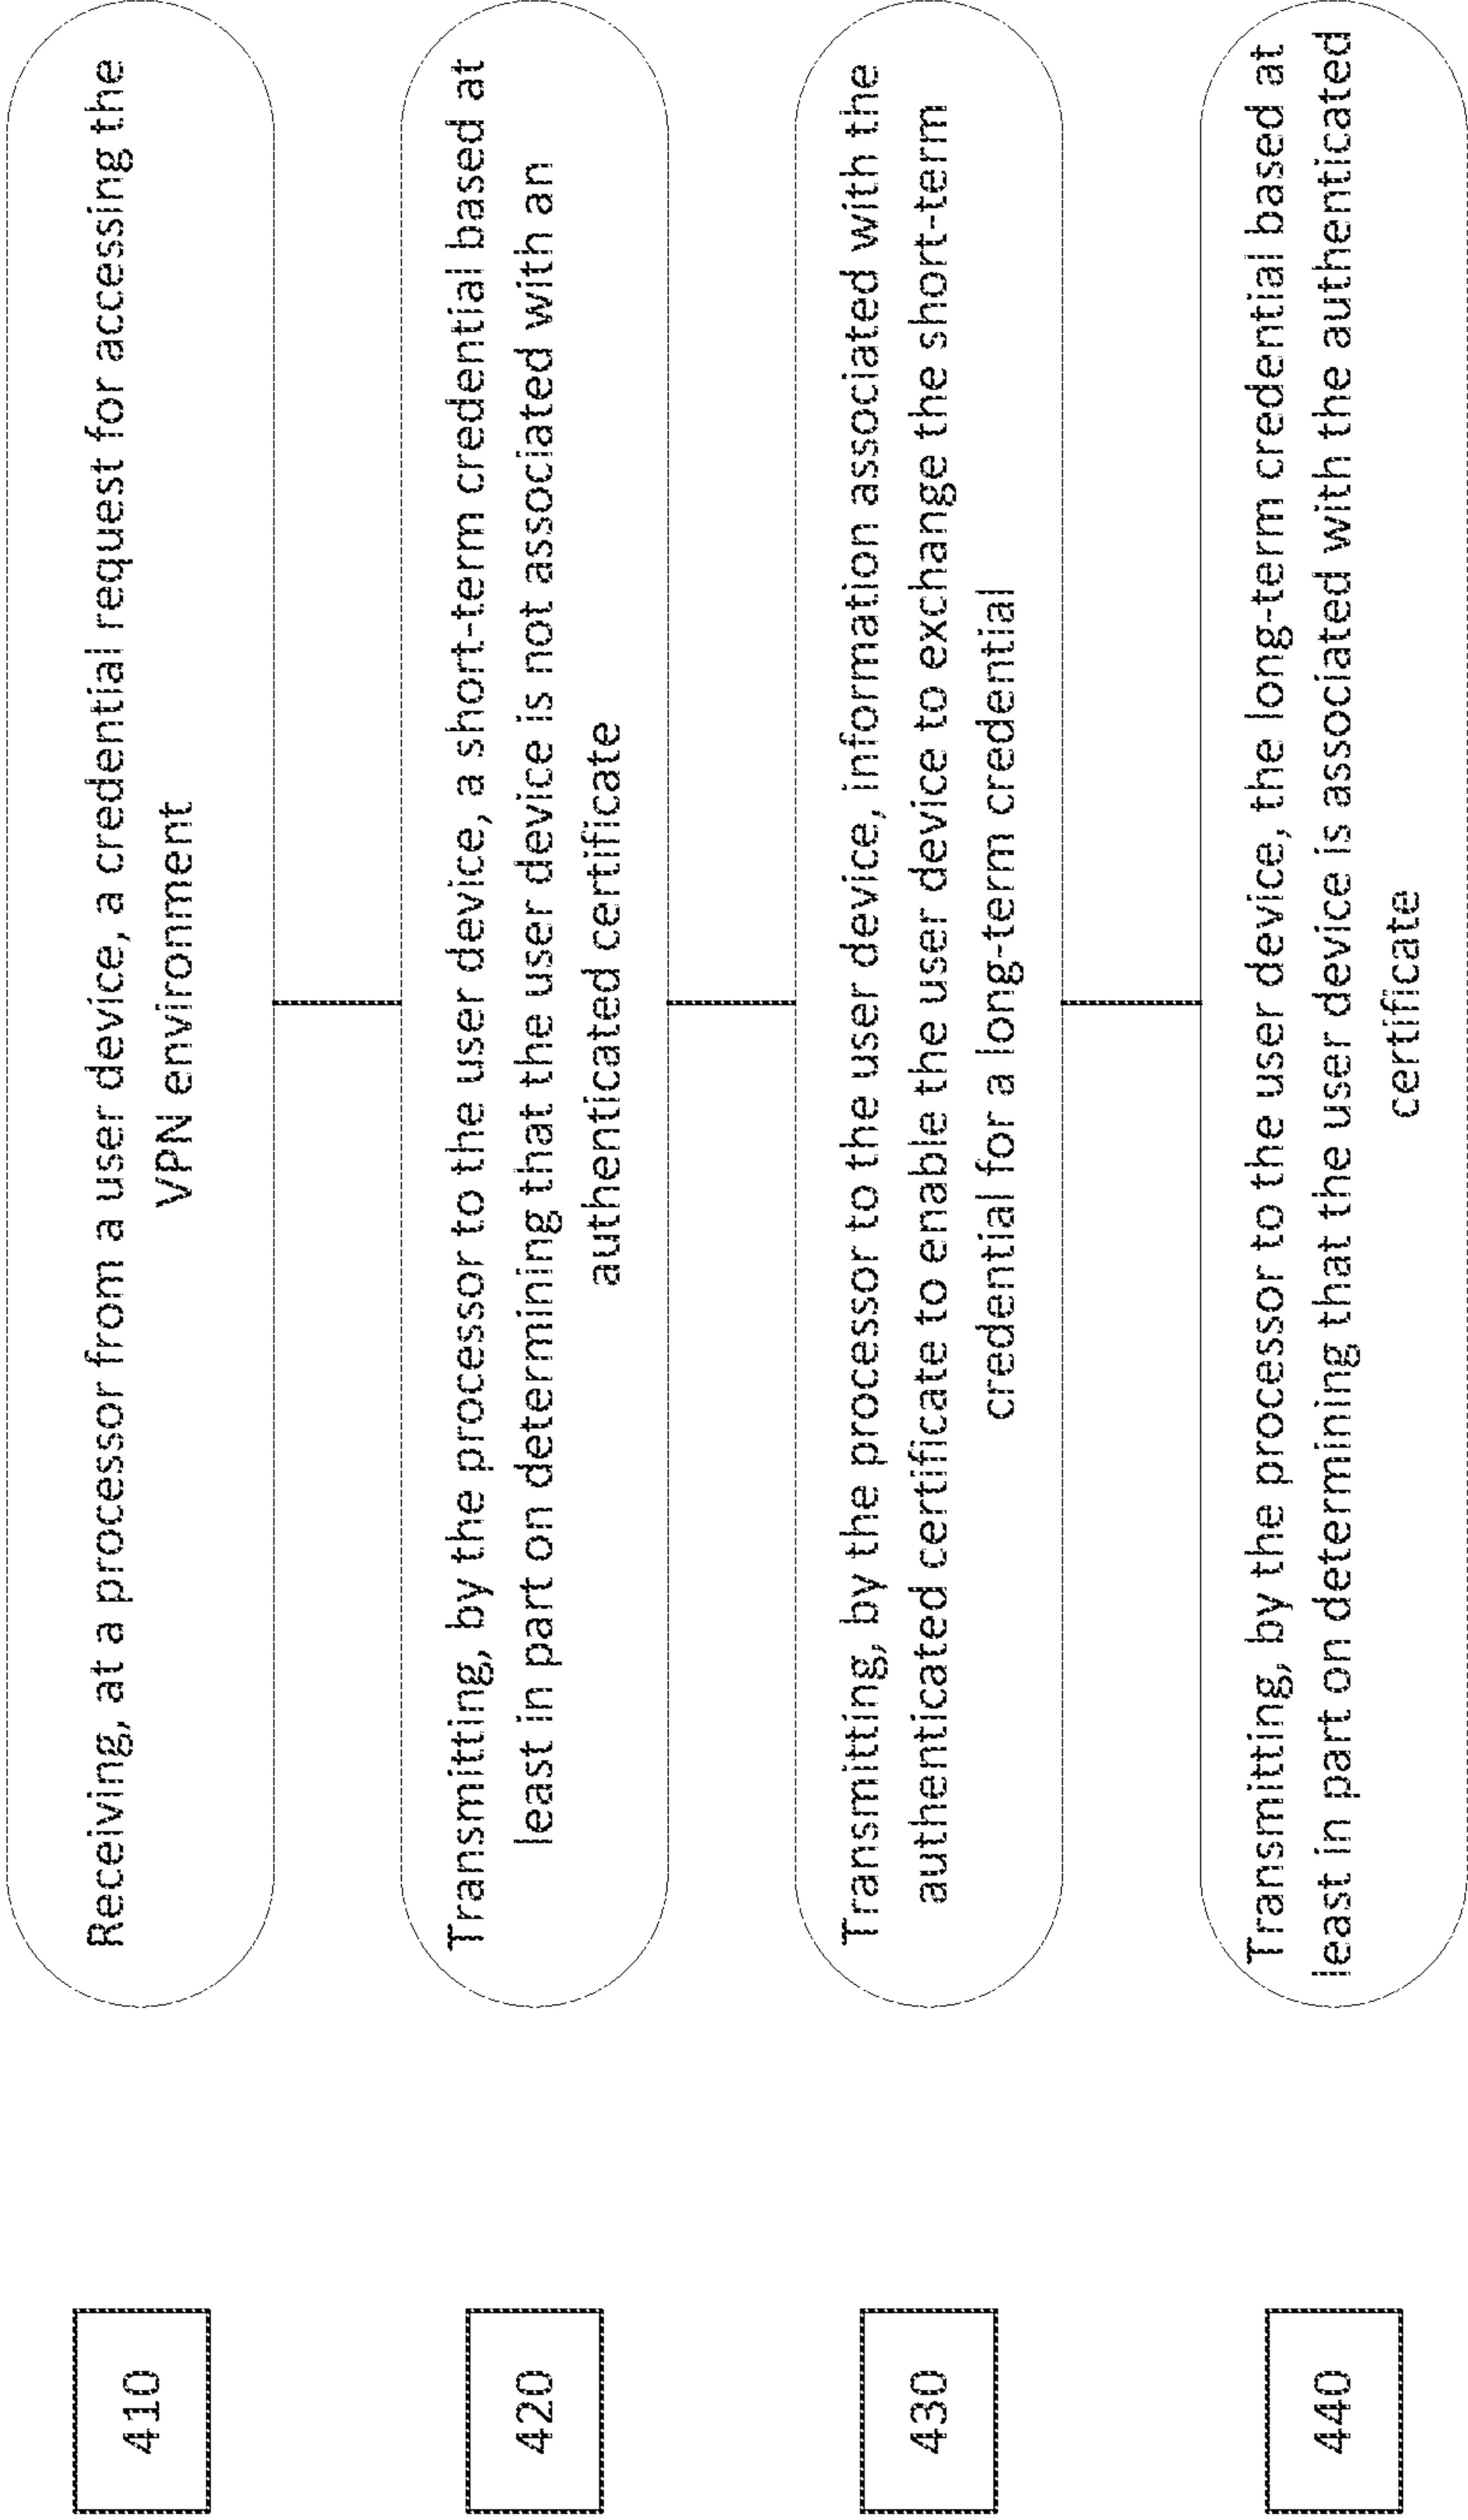 410
Receiving, at a processor from a user device, a credential request for accessing the
VPN environment
420
Transmitting, by the processor to the user device, a short-term credential based at
least in part on determining that the user device is not associated with an
authenticated certificate
430
Transmitting, by the processor to the user device, information associated with the
authenticated certificate to enable the user device to exchange the short-term
credential for a long-term credential
440
Transmitting, by the processor to the user device, the long-term credential based at
least in part on determining that the user device is associated with the authenticated
certificate